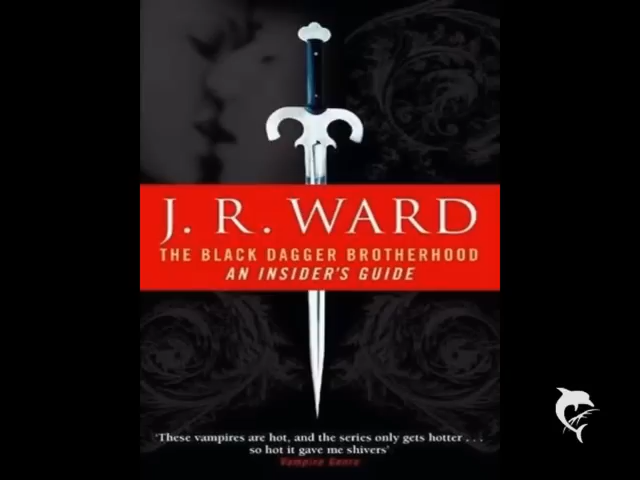 J. R. WARD
THE BLACK DAGGER BROTHERHOOD
AN INSIDER'S GUIDE
'These vampires are hot, and the series only gets hotter . . .
so hot it gave me shivers'
Vampire Genre